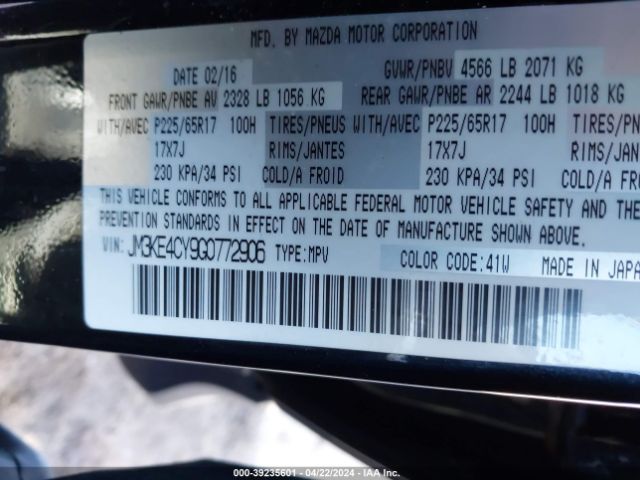 MFD. BY MAZDA MOTOR CORPORATION
DATE 02/16 GVWR/PNBV 4566 LB 2071 KG
FRONT GAWR/PNBE AV 2328 LB 1056 KG REAR GAWR/PNBE AR 2244 LB 1018 KG
WITH/AVEC P225/65R17 100H TIRES/PNEUS WITH/AVEC P225/65R17 100H TIRES/PN
17X7J RIMS/JANTES 17X7J RIMS/JAN
230 KPA/34 PSI COLD/A FROID 230 KPA/34 PSI COLD/A F
THIS VEHICLE CONFORMS TO ALL APPLICABLE FEDERAL MOTOR VEHICLE SAFETY AND THE
PREVENTION STANDARDS IN EFFECT ON THE DATE OF MANUFACTURE SHOWN ABOVE.
VIN: JM3KE4CY9G0772906 TYPE:MPV COLOR CODE:41W MADE IN JAPA
000-39235601 - 04/22/2024 - IAAI.COM